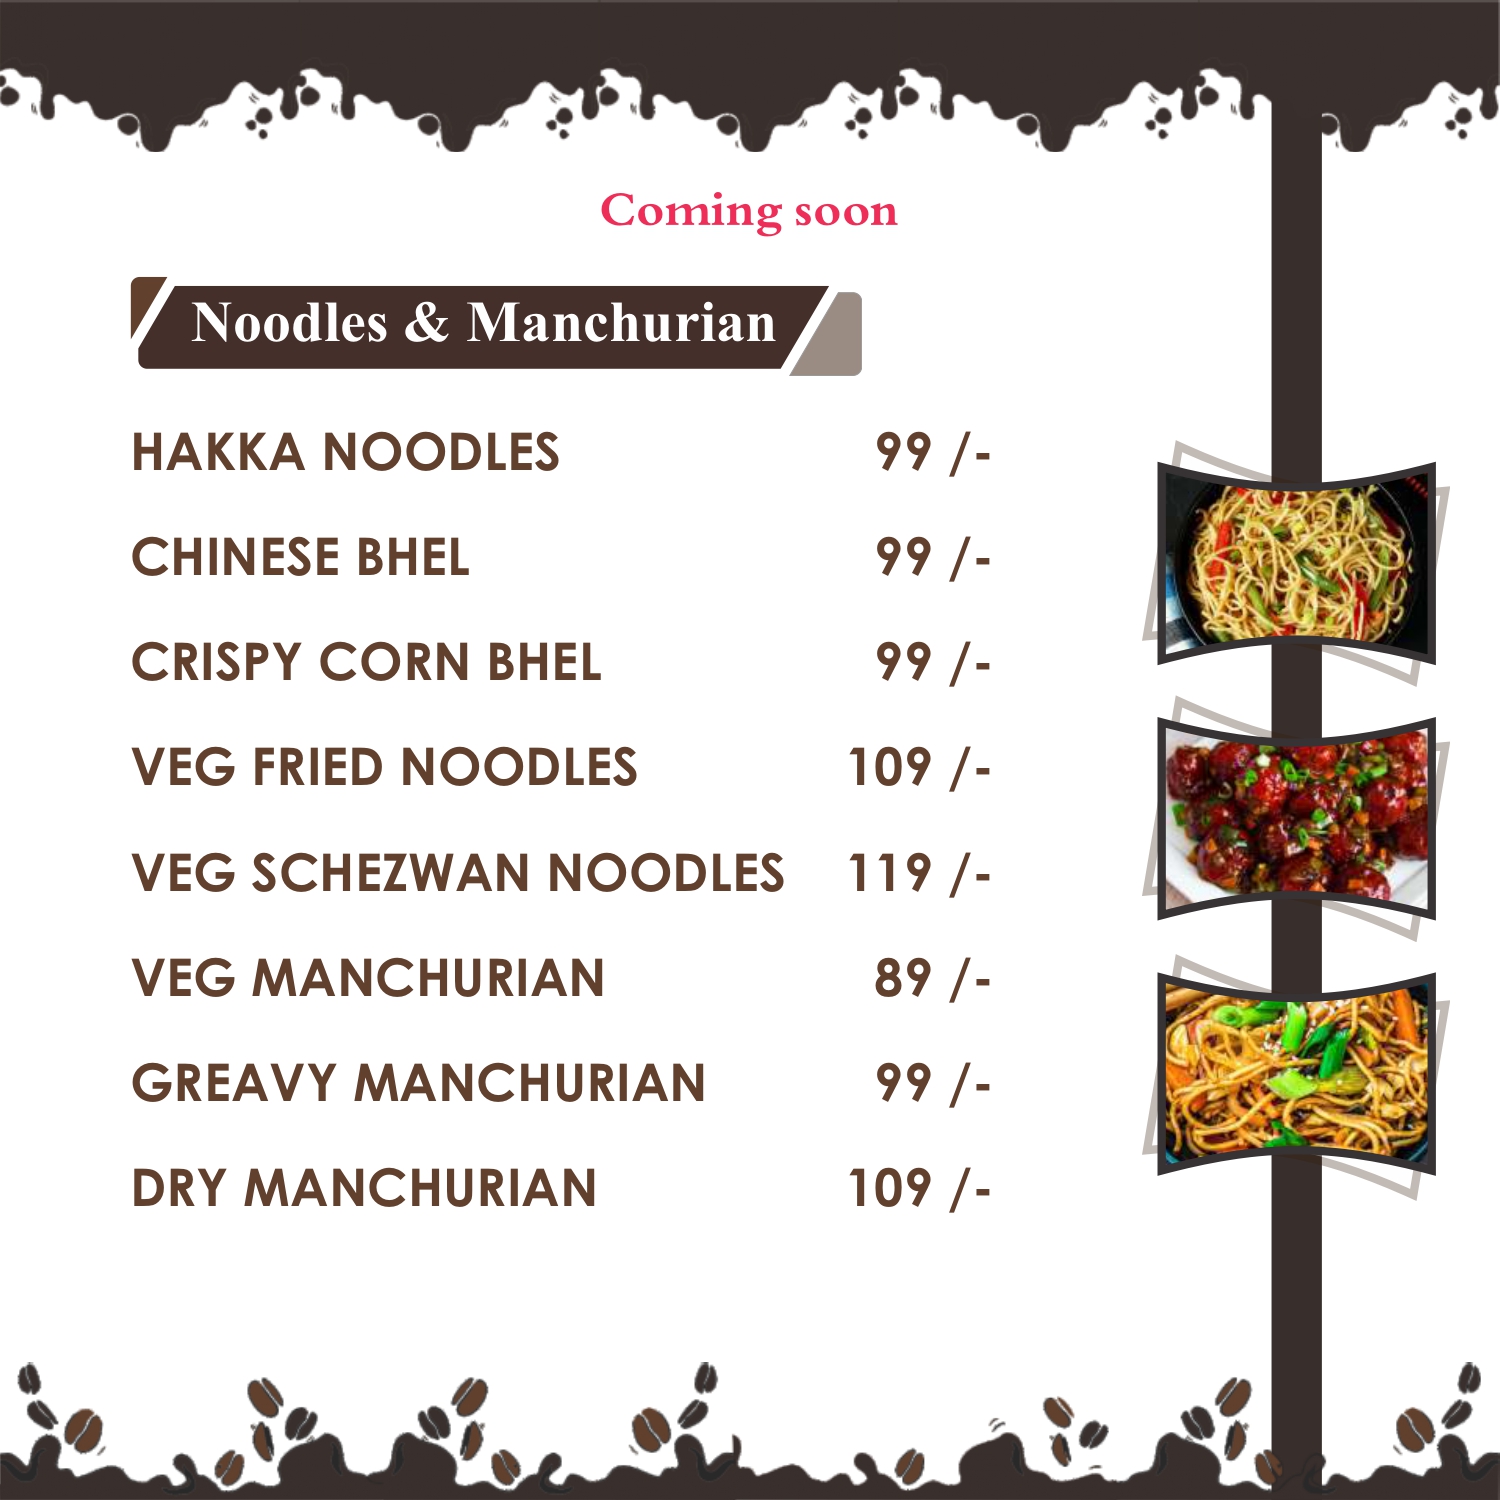 Coming soon
Noodles & Manchurian
HAKKA NOODLES 99 /-
CHINESE BHEL 99 /-
CRISPY CORN BHEL 99 /-
VEG FRIED NOODLES 109 /-
VEG SCHEZWAN NOODLES 119 /-
VEG MANCHURIAN 89 /-
GREAVY MANCHURIAN 99 /-
DRY MANCHURIAN 109 /-